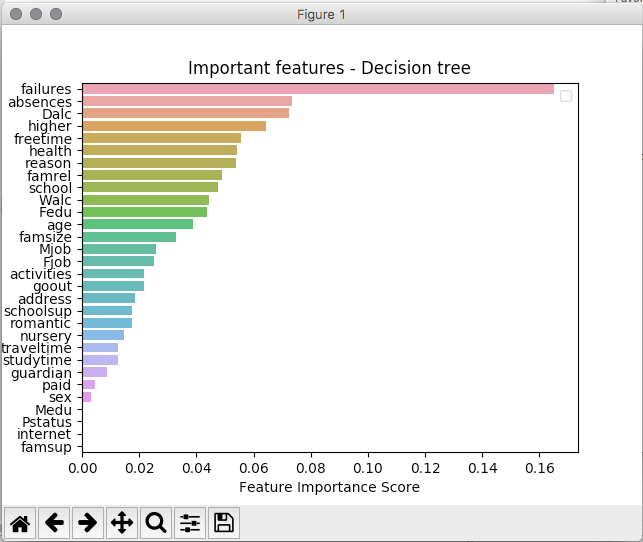 Figure 1
Important features - Decision tree
failures
absences
Dalc
higher
freetime
health
reason
famrel
school
Walc
Fedu
age
famsize
Mjob
Fjob
activities
goout
address
schoolsup
romantic
nursery
traveltime
studytime
guardian
paid
sex
Medu
Pstatus
internet
famsup
0.00 0.02 0.04 0.06 0.08 0.10 0.12 0.14 0.16
Feature Importance Score